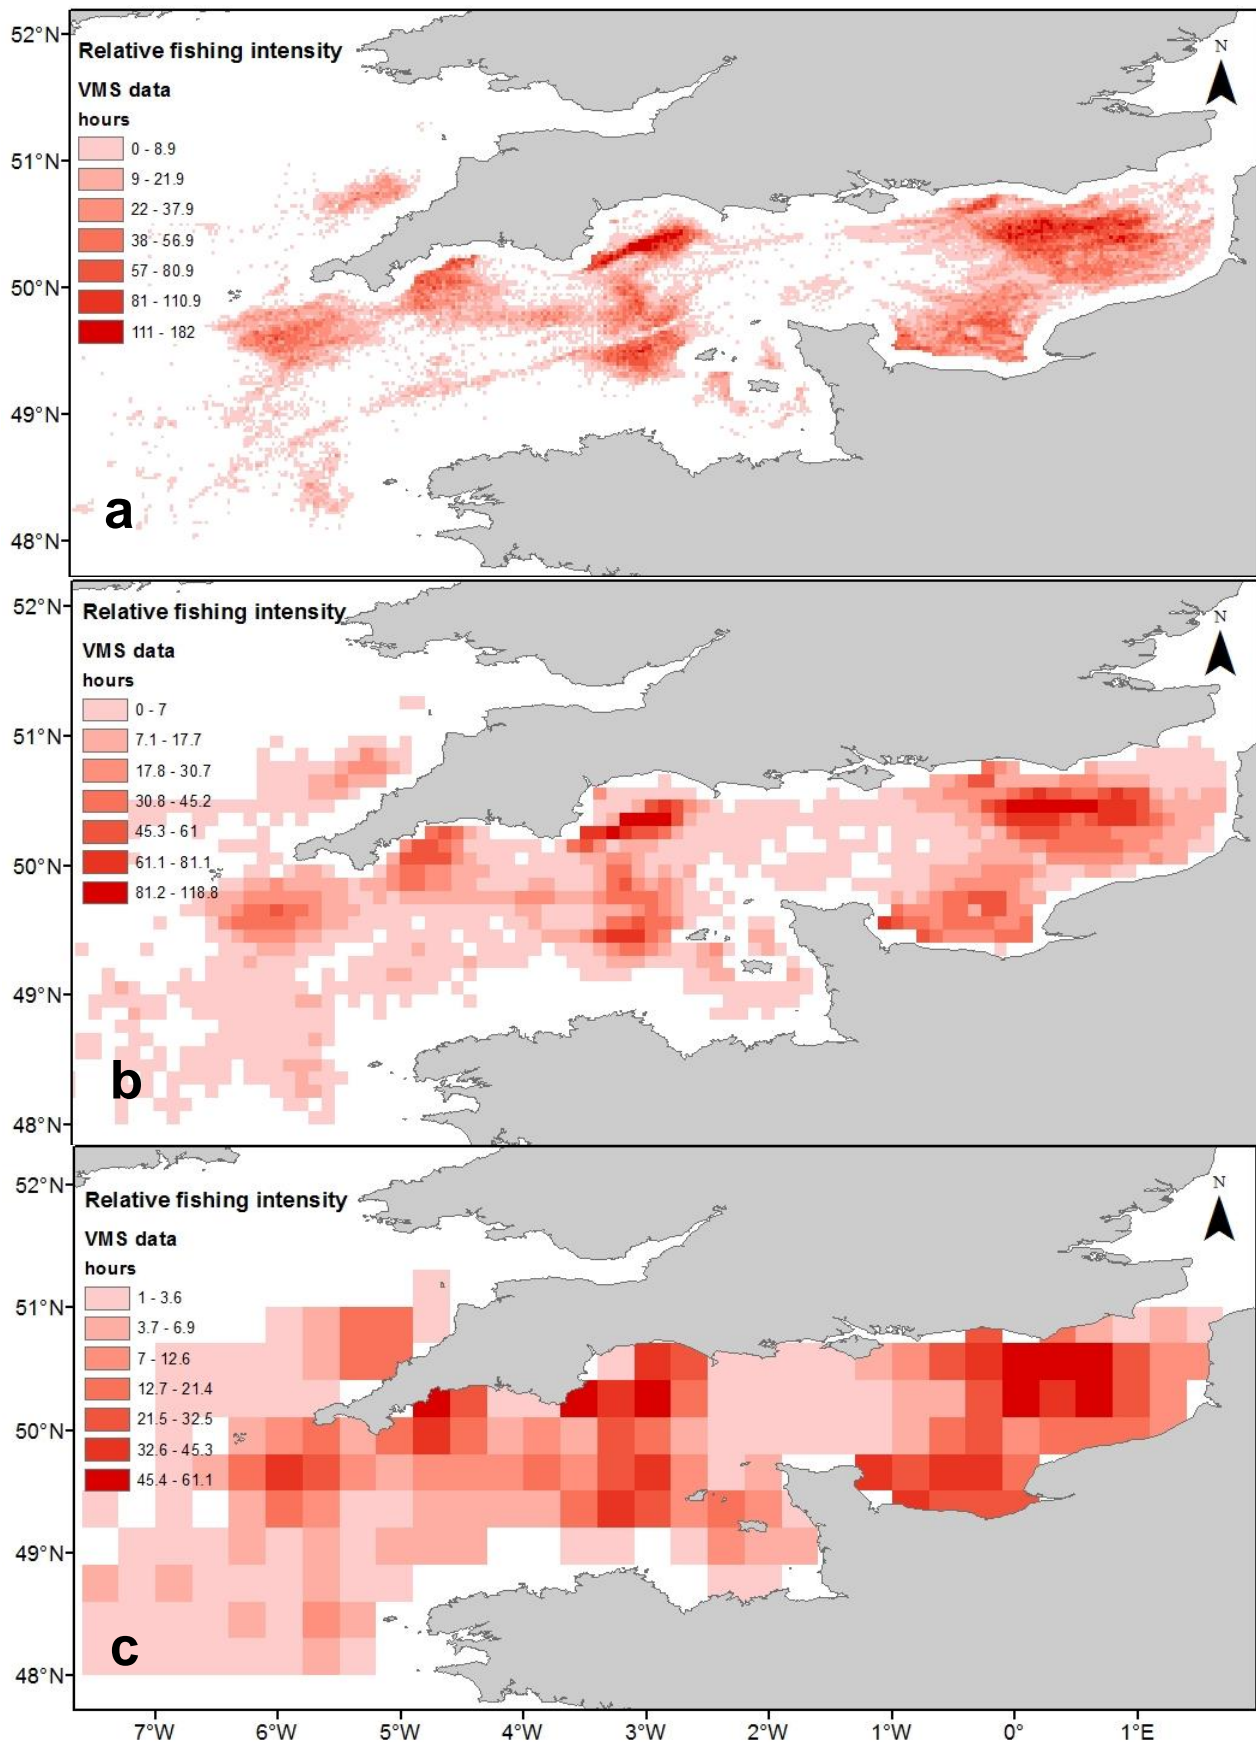 52°N
51°N
50°N
49°N
48°N
Relative fishing intensity
VMS data
hours
0 - 8.9
9 - 21.9
22 - 37.9
38 - 56.9
57 - 80.9
81 - 110.9
111 - 182
N
a
52°N
51°N
50°N
49°N
48°N
Relative fishing intensity
VMS data
hours
0 - 7
7.1 - 17.7
17.8 - 30.7
30.8 - 45.2
45.3 - 61
61.1 - 81.1
81.2 - 118.8
N
b
52°N
51°N
50°N
49°N
48°N
Relative fishing intensity
VMS data
hours
1 - 3.6
3.7 - 6.9
7 - 12.6
12.7 - 21.4
21.5 - 32.5
32.6 - 45.3
45.4 - 61.1
N
c
7°W 6°W 5°W 4°W 3°W 2°W 1°W 0° 1°E